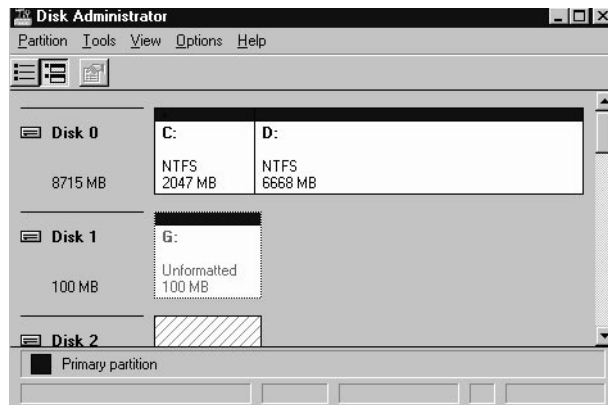 Disk Administrator
Partition Tools View Options Help
Disk 0
8715 MB
C:
NTFS
2047 MB
D:
NTFS
6668 MB
Disk 1
100 MB
G:
Unformatted
100 MB
Disk 2
Primary partition